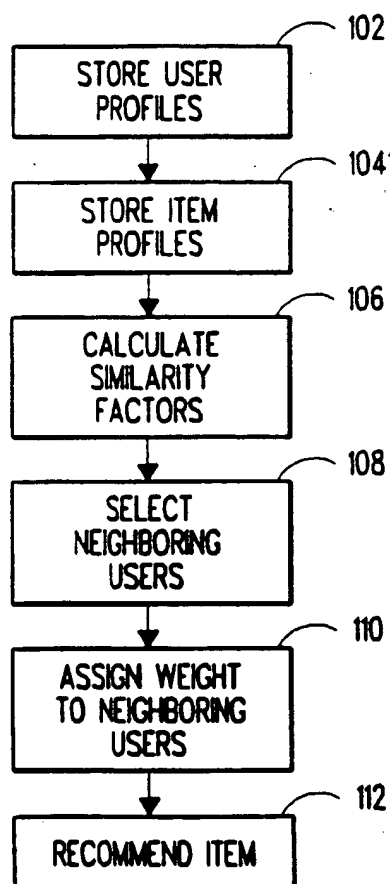 102
STORE USER
PROFILES
104
STORE ITEM
PROFILES
106
CALCULATE
SIMILARITY
FACTORS
108
SELECT
NEIGHBORING
USERS
110
ASSIGN WEIGHT
TO NEIGHBORING
USERS
112
RECOMMEND ITEM